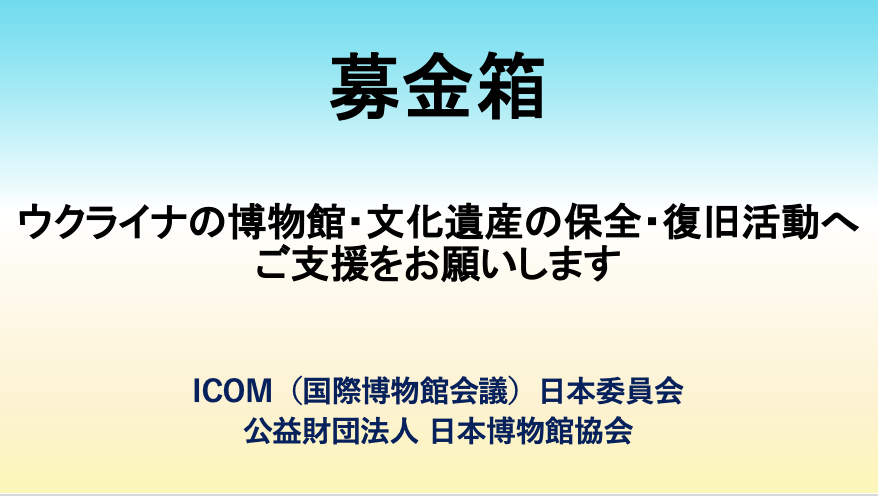 募金箱
ウクライナの博物館・文化遺産の保全・復旧活動へ
ご支援をお願いします
ICOM（国際博物館会議）日本委員会
公益財団法人 日本博物館協会